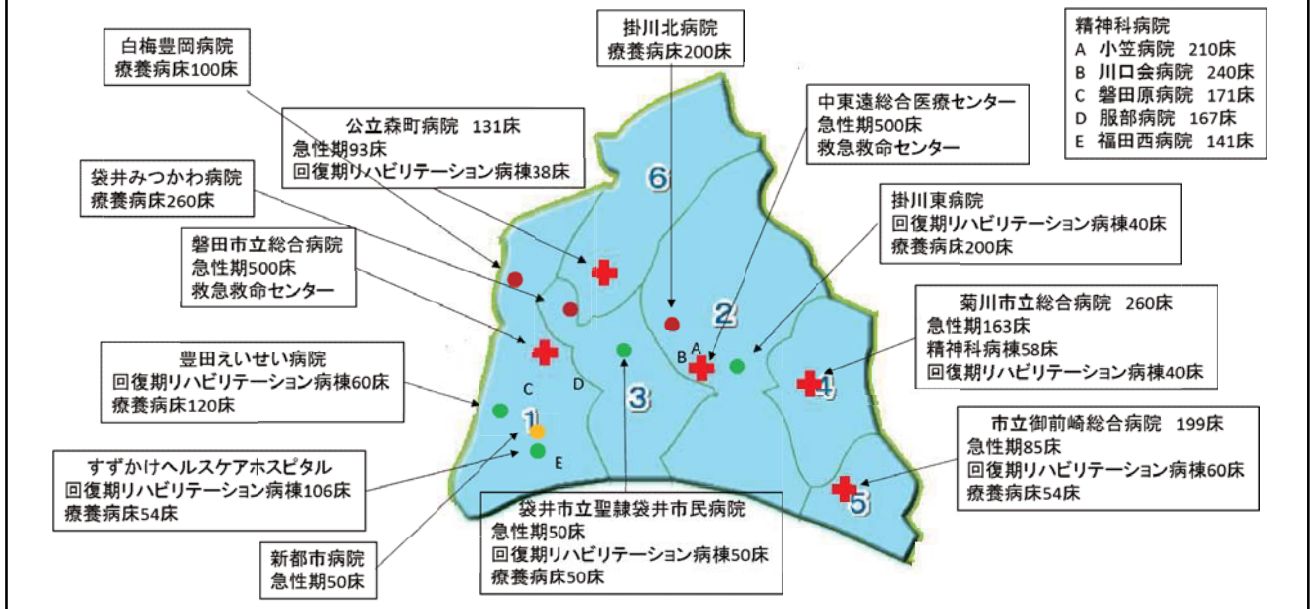 白梅豊岡病院
療養病床100床
掛川北病院
療養病床200床
精神科病院
A 小笠病院 210床
B 川口会病院 240床
C 磐田原病院 171床
D 服部病院 167床
E 福田西病院 141床
公立森町病院 131床
急性期93床
回復期リハビリテーション病棟38床
中東遠総合医療センター
急性期500床
救急救命センター
袋井みつかわ病院
療養病床260床
掛川東病院
回復期リハビリテーション病棟40床
療養病床200床
磐田市立総合病院
急性期500床
救急救命センター
菊川市立総合病院 260床
急性期163床
精神科病棟58床
回復期リハビリテーション病棟40床
豊田えいせい病院
回復期リハビリテーション病棟60床
療養病床120床
市立御前崎総合病院 199床
急性期85床
回復期リハビリテーション病棟60床
療養病床54床
すずかけヘルスケアホスピタル
回復期リハビリテーション病棟106床
療養病床54床
袋井市立聖隷袋井市民病院
急性期50床
回復期リハビリテーション病棟50床
療養病床50床
新都市病院
急性期50床
6
2
A
B
4
C
D
3
1
E
5